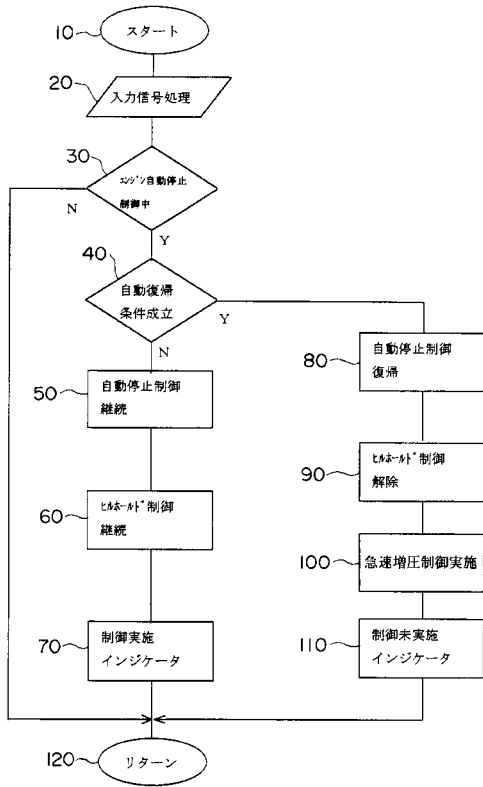 10
スタート
20
入力信号処理
30
エンジン自動停止
制御中
N
Y
40
自動復帰
条件成立
Y
N
50
自動停止制御
継続
80
自動停止制御
復帰
60
ヒルホールド制御
継続
90
ヒルホールド制御
解除
100
急速増圧制御実施
70
制御実施
インジケータ
110
制御未実施
インジケータ
120
リターン